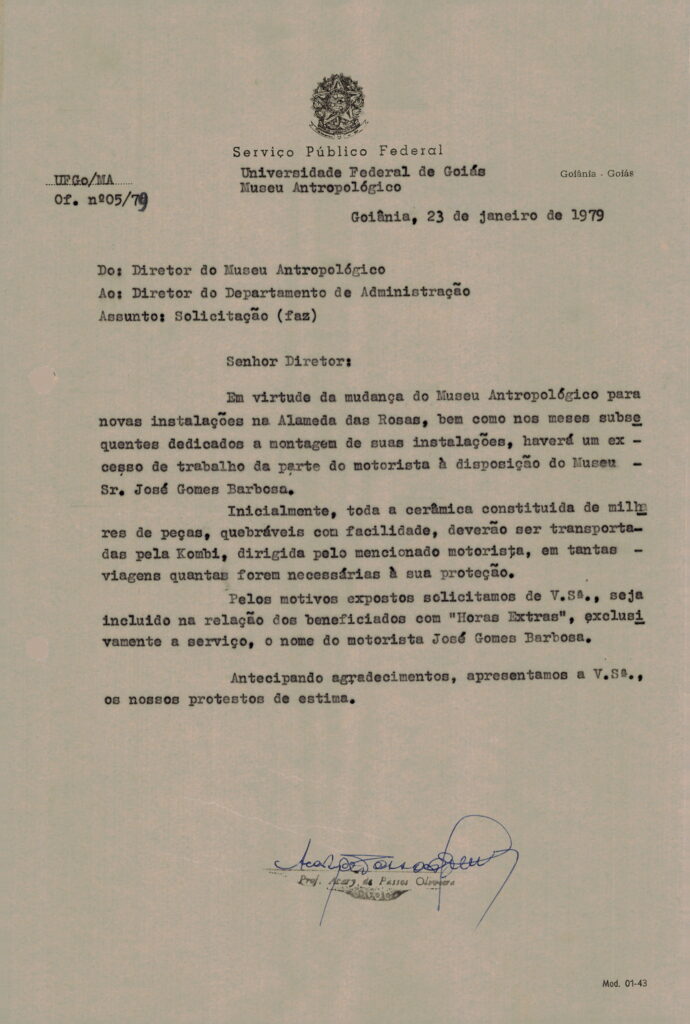 Serviço Público Federal
UFGo/MA
Universidade Federal de Goiás
Goiânia - Goiás
Of. nº05/79
Museu Antropológico
Goiânia, 23 de janeiro de 1979
Do: Diretor do Museu Antropológico
Ao: Diretor do Departamento de Administração
Assunto: Solicitação (faz)
Senhor Diretor:
Em virtude da mudança do Museu Antropológico para
novas instalações na Alameda das Rosas, bem como nos meses subse
quentes dedicados a montagem de suas instalações, haverá um ex -
cesso de trabalho da parte do motorista à disposição do Museu -
Sr. José Gomes Barbosa.
Inicialmente, toda a cerâmica constituida de milha
res de peças, quebráveis com facilidade, deverão ser transporta-
das pela Kombi, dirigida pelo mencionado motorista, em tantas -
viagens quantas forem necessárias à sua proteção.
Pelos motivos expostos solicitamos de V.Sª., seja
incluido na relação dos beneficiados com "Horas Extras", exclusi
vamente a serviço, o nome do motorista José Gomes Barbosa.
Antecipando agradecimentos, apresentamos a V.Sª.,
os nossos protestos de estima.
Prof. Acary de Passos Oliveira
Diretor
Mod. 01-43